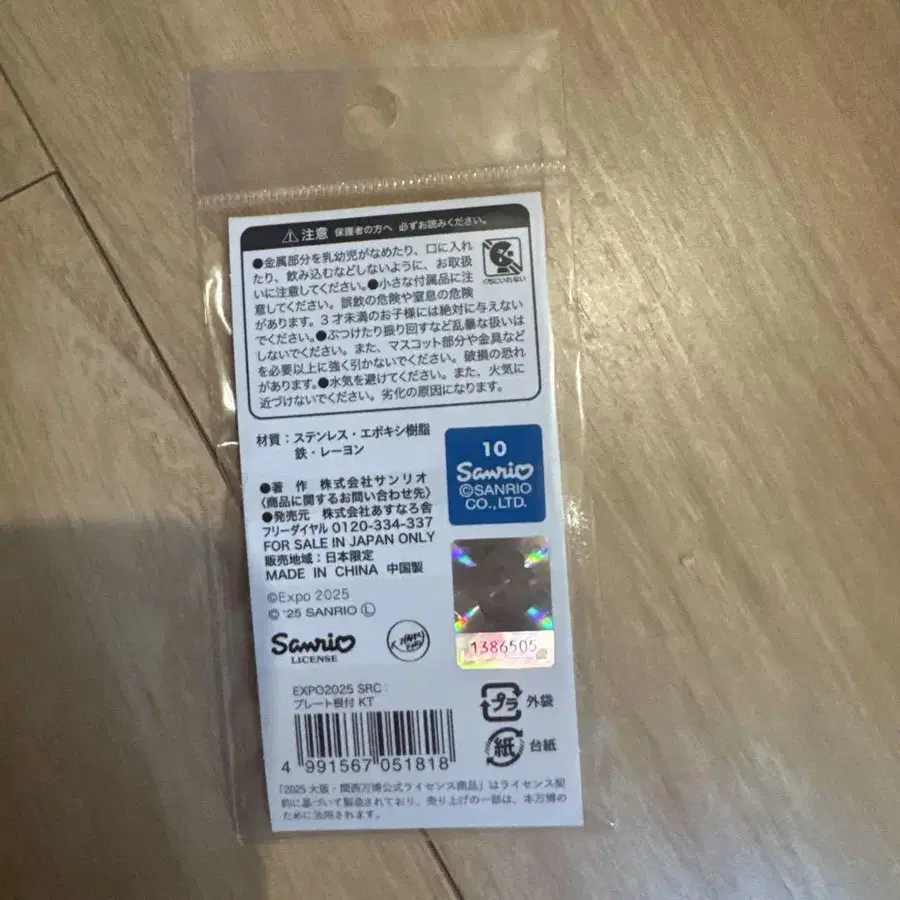 注意 保護者の方へ 必ずお読みください。
●金属部分を乳幼児がなめたり、口に入れ
たり、飲み込むなどしないように、お取扱
いに注意してください。●小さな付属品に注
意してください。誤飲の危険や窒息の危険
があります。3才未満のお子様には絶対に与えない
でください。●ぶつけたり振り回すなど乱暴な扱いは
しないでください。また、マスコット部分や金具など
を必要以上に強く引かないでください。破損の恐れ
があります。●水気を避けてください。また、火気に
近づけないでください。劣化の原因になります。
くちにいれない
材質：ステンレス・エポキシ樹脂
鉄・レーヨン
10
Sanrio
©SANRIO
CO.,LTD.
●著 作 株式会社サンリオ
〈商品に関するお問い合わせ先〉
●発売元 株式会社あすなろ舎
フリーダイヤル 0120-334-337
FOR SALE IN JAPAN ONLY
販売地域：日本限定
MADE IN CHINA 中国製
©Expo 2025
© '25 SANRIO Ⓛ
1386505
Sanrio
LICENSE
EXPO2025 SRC：
プレート根付 KT
4 991567 051818
プラ 外袋
紙 台紙
「2025 大阪・関西万博公式ライセンス商品」はライセンス契
約に基づいて製造されており、売り上げの一部は、本万博の
ために活用されます。